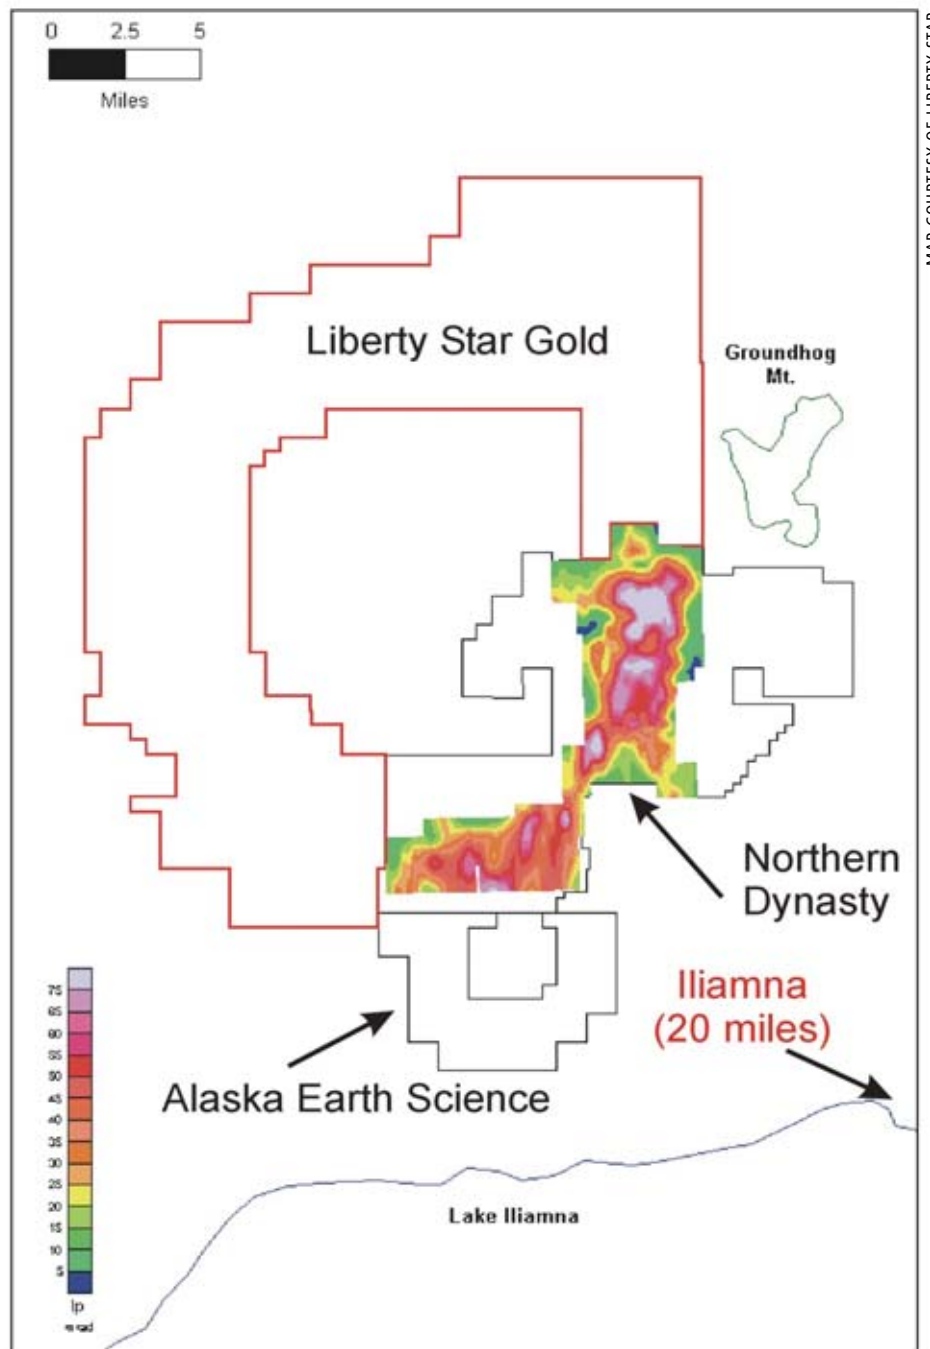 0 2.5 5
Miles
MAP COURTESY OF LIBERTY STAR
Liberty Star Gold
Groundhog
Mt.
Northern
Dynasty
Iliamna
(20 miles)
Alaska Earth Science
Lake Iliamna
75
65
60
55
50
45
40
35
30
25
20
15
10
5
Ip